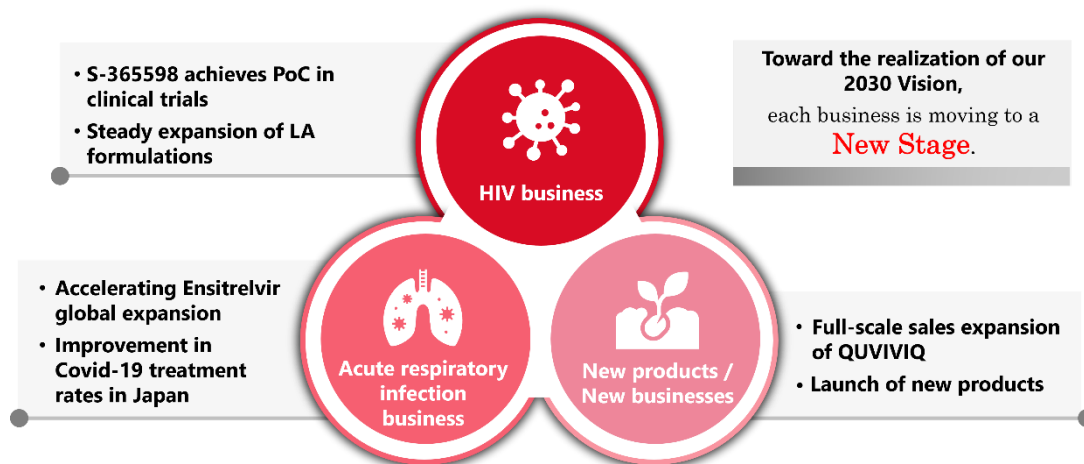 • S-365598 achieves PoC in
clinical trials
• Steady expansion of LA
formulations
HIV business
Toward the realization of our
2030 Vision,
each business is moving to a
New Stage.
• Accelerating Ensitrelvir
global expansion
• Improvement in
Covid-19 treatment
rates in Japan
Acute respiratory
infection
business
New products /
New businesses
• Full-scale sales expansion
of QUVIVIQ
• Launch of new products